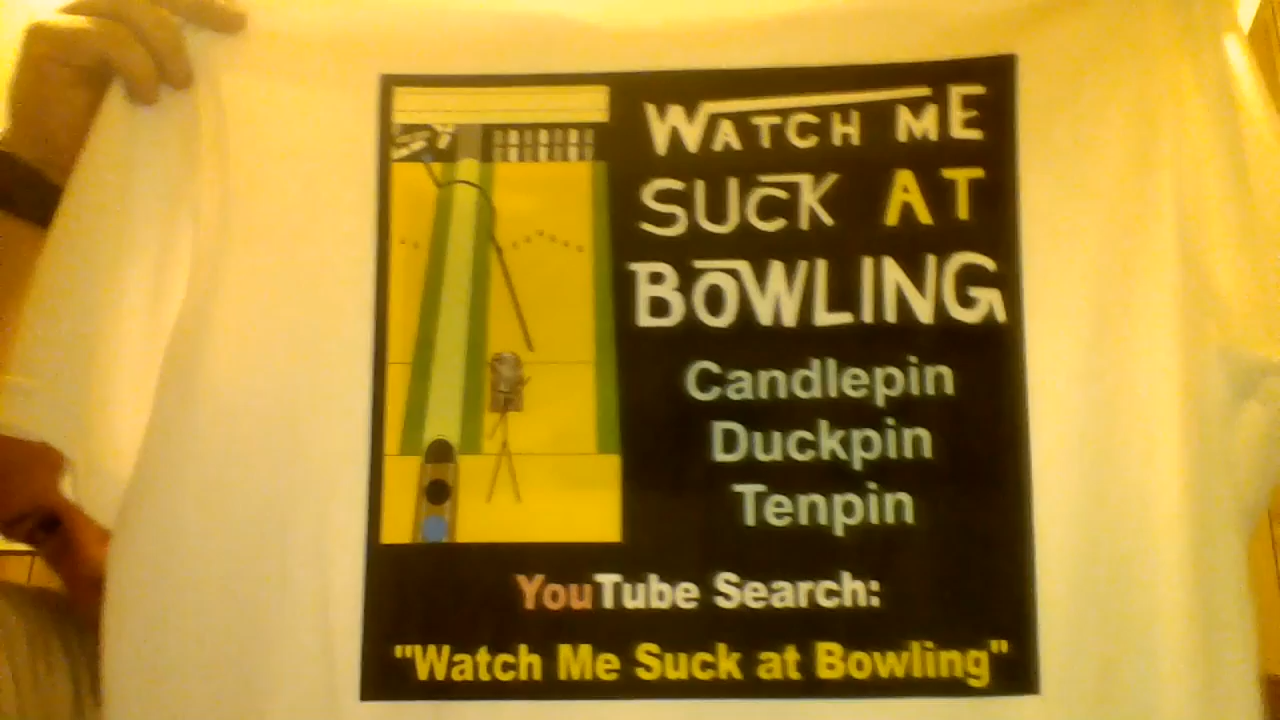 WATCH ME
SUCK AT
BOWLING
Candlepin
Duckpin
Tenpin
YouTube Search:
"Watch Me Suck at Bowling"